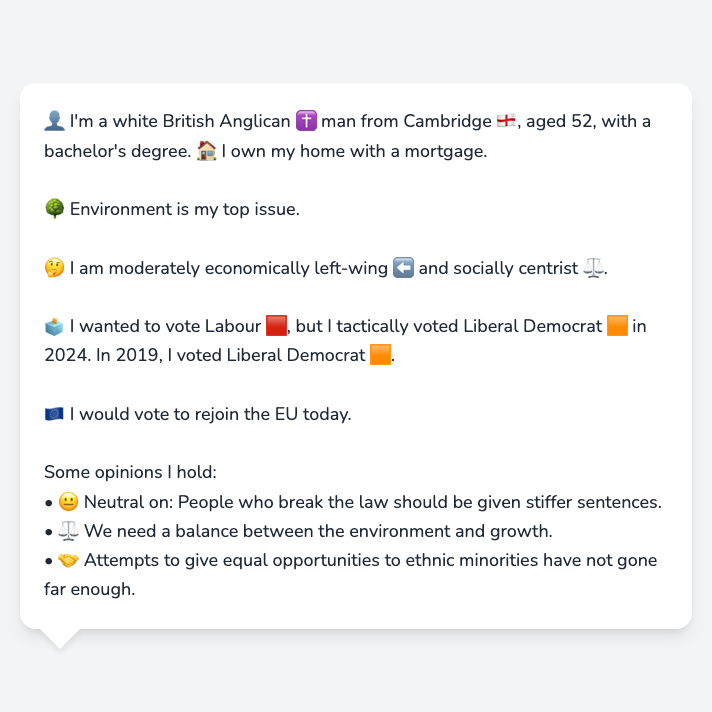 👤 I'm a white British Anglican ✝️ man from Cambridge 🏴󠁧󠁢󠁥󠁮󠁧󠁿, aged 52, with a
bachelor's degree. 🏠 I own my home with a mortgage.
🌳 Environment is my top issue.
🤔 I am moderately economically left-wing ⬅️ and socially centrist ⚖️.
🗳️ I wanted to vote Labour 🟥, but I tactically voted Liberal Democrat 🟧 in
2024. In 2019, I voted Liberal Democrat 🟧.
🇪🇺 I would vote to rejoin the EU today.
Some opinions I hold:
• 😐 Neutral on: People who break the law should be given stiffer sentences.
• ⚖️ We need a balance between the environment and growth.
• 🤝 Attempts to give equal opportunities to ethnic minorities have not gone
far enough.